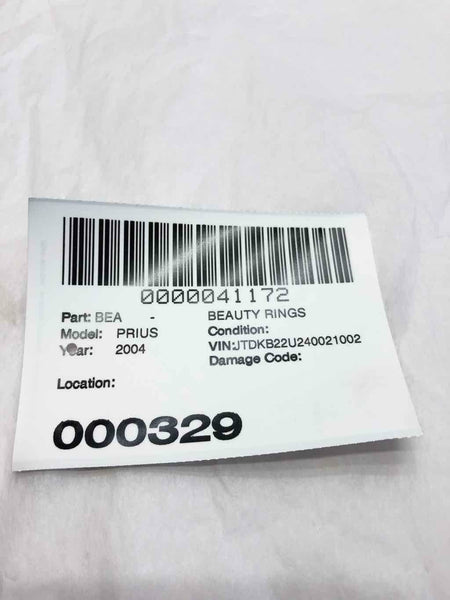 0000041172
Part: BEA - BEAUTY RINGS
Model: PRIUS Condition:
Year: 2004 VIN:JTDKB22U240021002
Damage Code:
Location:
000329